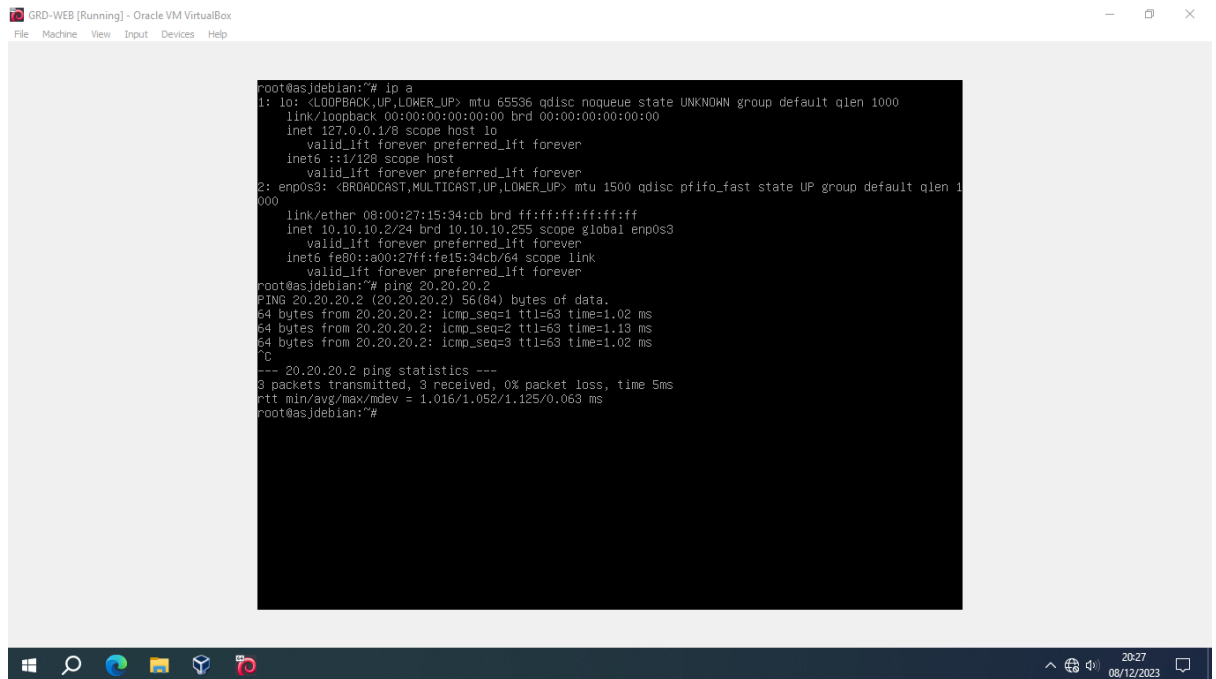 GRD-WEB [Running] - Oracle VM VirtualBox
File Machine View Input Devices Help
root@asjdebian:~# ip a
1: lo: <LOOPBACK,UP,LOWER_UP> mtu 65536 qdisc noqueue state UNKNOWN group default qlen 1000
link/loopback 00:00:00:00:00:00 brd 00:00:00:00:00:00
inet 127.0.0.1/8 scope host lo
valid_lft forever preferred_lft forever
inet6 ::1/128 scope host
valid_lft forever preferred_lft forever
2: enp0s3: <BROADCAST,MULTICAST,UP,LOWER_UP> mtu 1500 qdisc pfifo_fast state UP group default qlen 1
000
link/ether 08:00:27:15:34:cb brd ff:ff:ff:ff:ff:ff
inet 10.10.10.2/24 brd 10.10.10.255 scope global enp0s3
valid_lft forever preferred_lft forever
inet6 fe80::a00:27ff:fe15:34cb/64 scope link
valid_lft forever preferred_lft forever
root@asjdebian:~# ping 20.20.20.2
PING 20.20.20.2 (20.20.20.2) 56(84) bytes of data.
64 bytes from 20.20.20.2: icmp_seq=1 ttl=63 time=1.02 ms
64 bytes from 20.20.20.2: icmp_seq=2 ttl=63 time=1.13 ms
64 bytes from 20.20.20.2: icmp_seq=3 ttl=63 time=1.02 ms
^C
--- 20.20.20.2 ping statistics ---
3 packets transmitted, 3 received, 0% packet loss, time 5ms
rtt min/avg/max/mdev = 1.016/1.052/1.125/0.063 ms
root@asjdebian:~#
20:27
08/12/2023